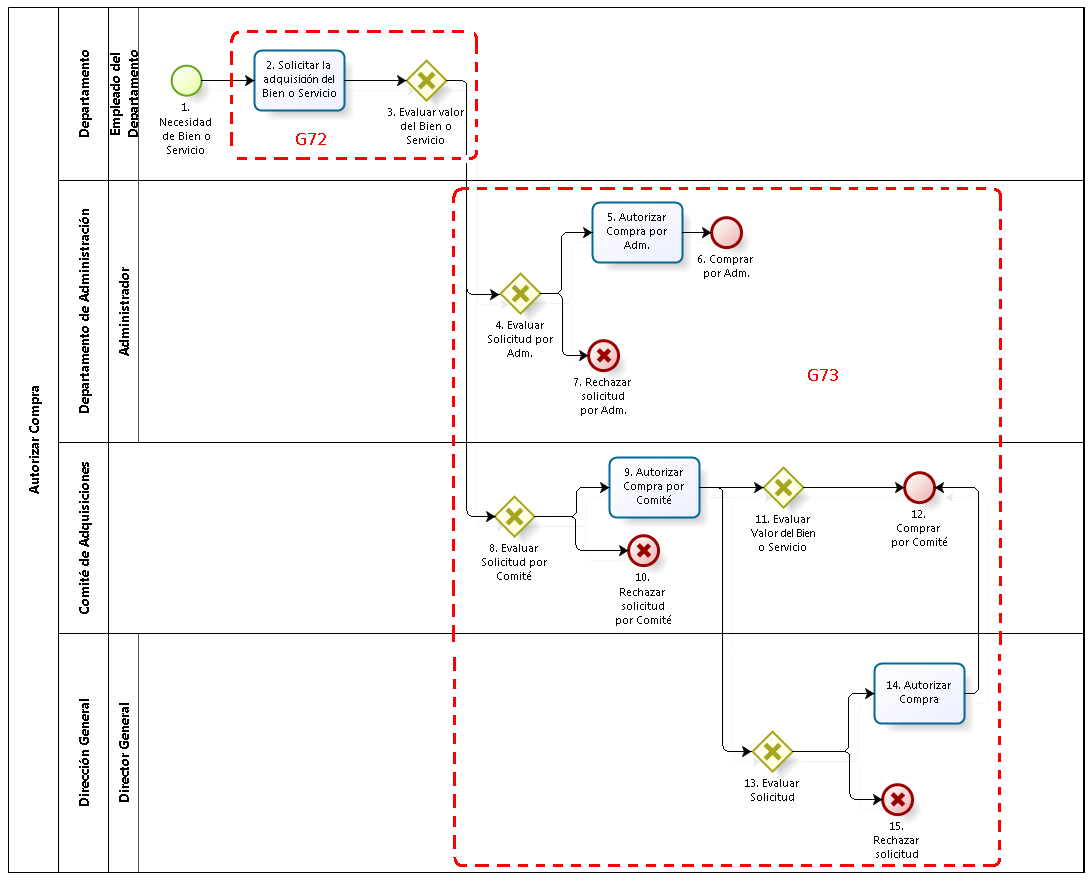 Autorizar Compra
Departamento
Empleado del
Departamento
1.
Necesidad
de Bien o
Servicio
2. Solicitar la
adquisición del
Bien o Servicio
3. Evaluar valor
del Bien o
Servicio
G72
Departamento de Administración
Administrador
4. Evaluar
Solicitud por
Adm.
5. Autorizar
Compra por
Adm.
6. Comprar
por Adm.
7. Rechazar
solicitud
por Adm.
G73
Comité de Adquisiciones
8. Evaluar
Solicitud por
Comité
9. Autorizar
Compra por
Comité
10.
Rechazar
solicitud
por Comité
11. Evaluar
Valor del Bien
o Servicio
12.
Comprar
por Comité
Dirección General
Director General
13. Evaluar
Solicitud
14. Autorizar
Compra
15.
Rechazar
solicitud